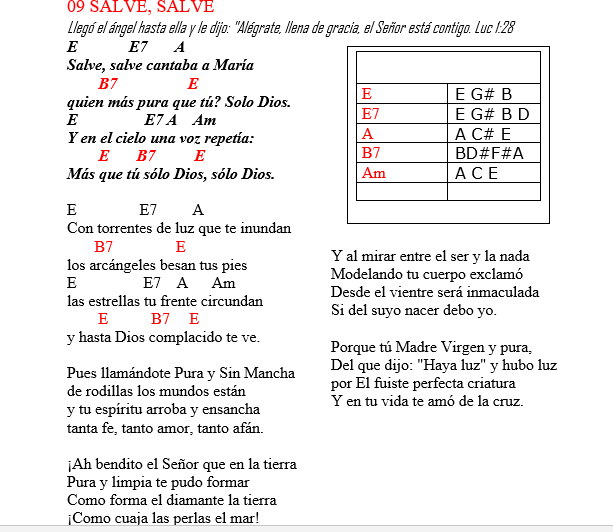 09 SALVE, SALVE
Llegó el ángel hasta ella y le dijo: "Alégrate, llena de gracia, el Señor está contigo. Luc 1:28
E E7 A
Salve, salve cantaba a María
B7 E
quien más pura que tú? Solo Dios.
E E7 A Am
Y en el cielo una voz repetía:
E B7 E
Más que tú sólo Dios, sólo Dios.
E E7 A
Con torrentes de luz que te inundan
B7 E
los arcángeles besan tus pies
E E7 A Am
las estrellas tu frente circundan
E B7 E
y hasta Dios complacido te ve.
Pues llamándote Pura y Sin Mancha
de rodillas los mundos están
y tu espíritu arroba y ensancha
tanta fe, tanto amor, tanto afán.
¡Ah bendito el Señor que en la tierra
Pura y limpia te pudo formar
Como forma el diamante la tierra
¡Como cuaja las perlas el mar!
E E G# B
E7 E G# B D
A A C# E
B7 BD#F#A
Am A C E
Y al mirar entre el ser y la nada
Modelando tu cuerpo exclamó
Desde el vientre será inmaculada
Si del suyo nacer debo yo.
Porque tú Madre Virgen y pura,
Del que dijo: "Haya luz" y hubo luz
por El fuiste perfecta criatura
Y en tu vida te amó de la cruz.